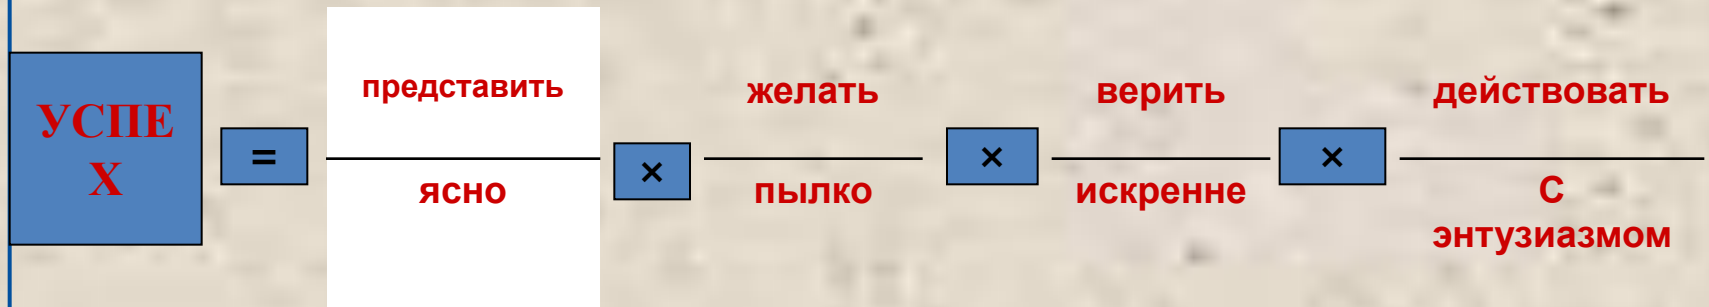 УСПЕ
Х
=
представить
ясно
×
желать
пылко
×
верить
искренне
×
действовать
С
энтузиазмом